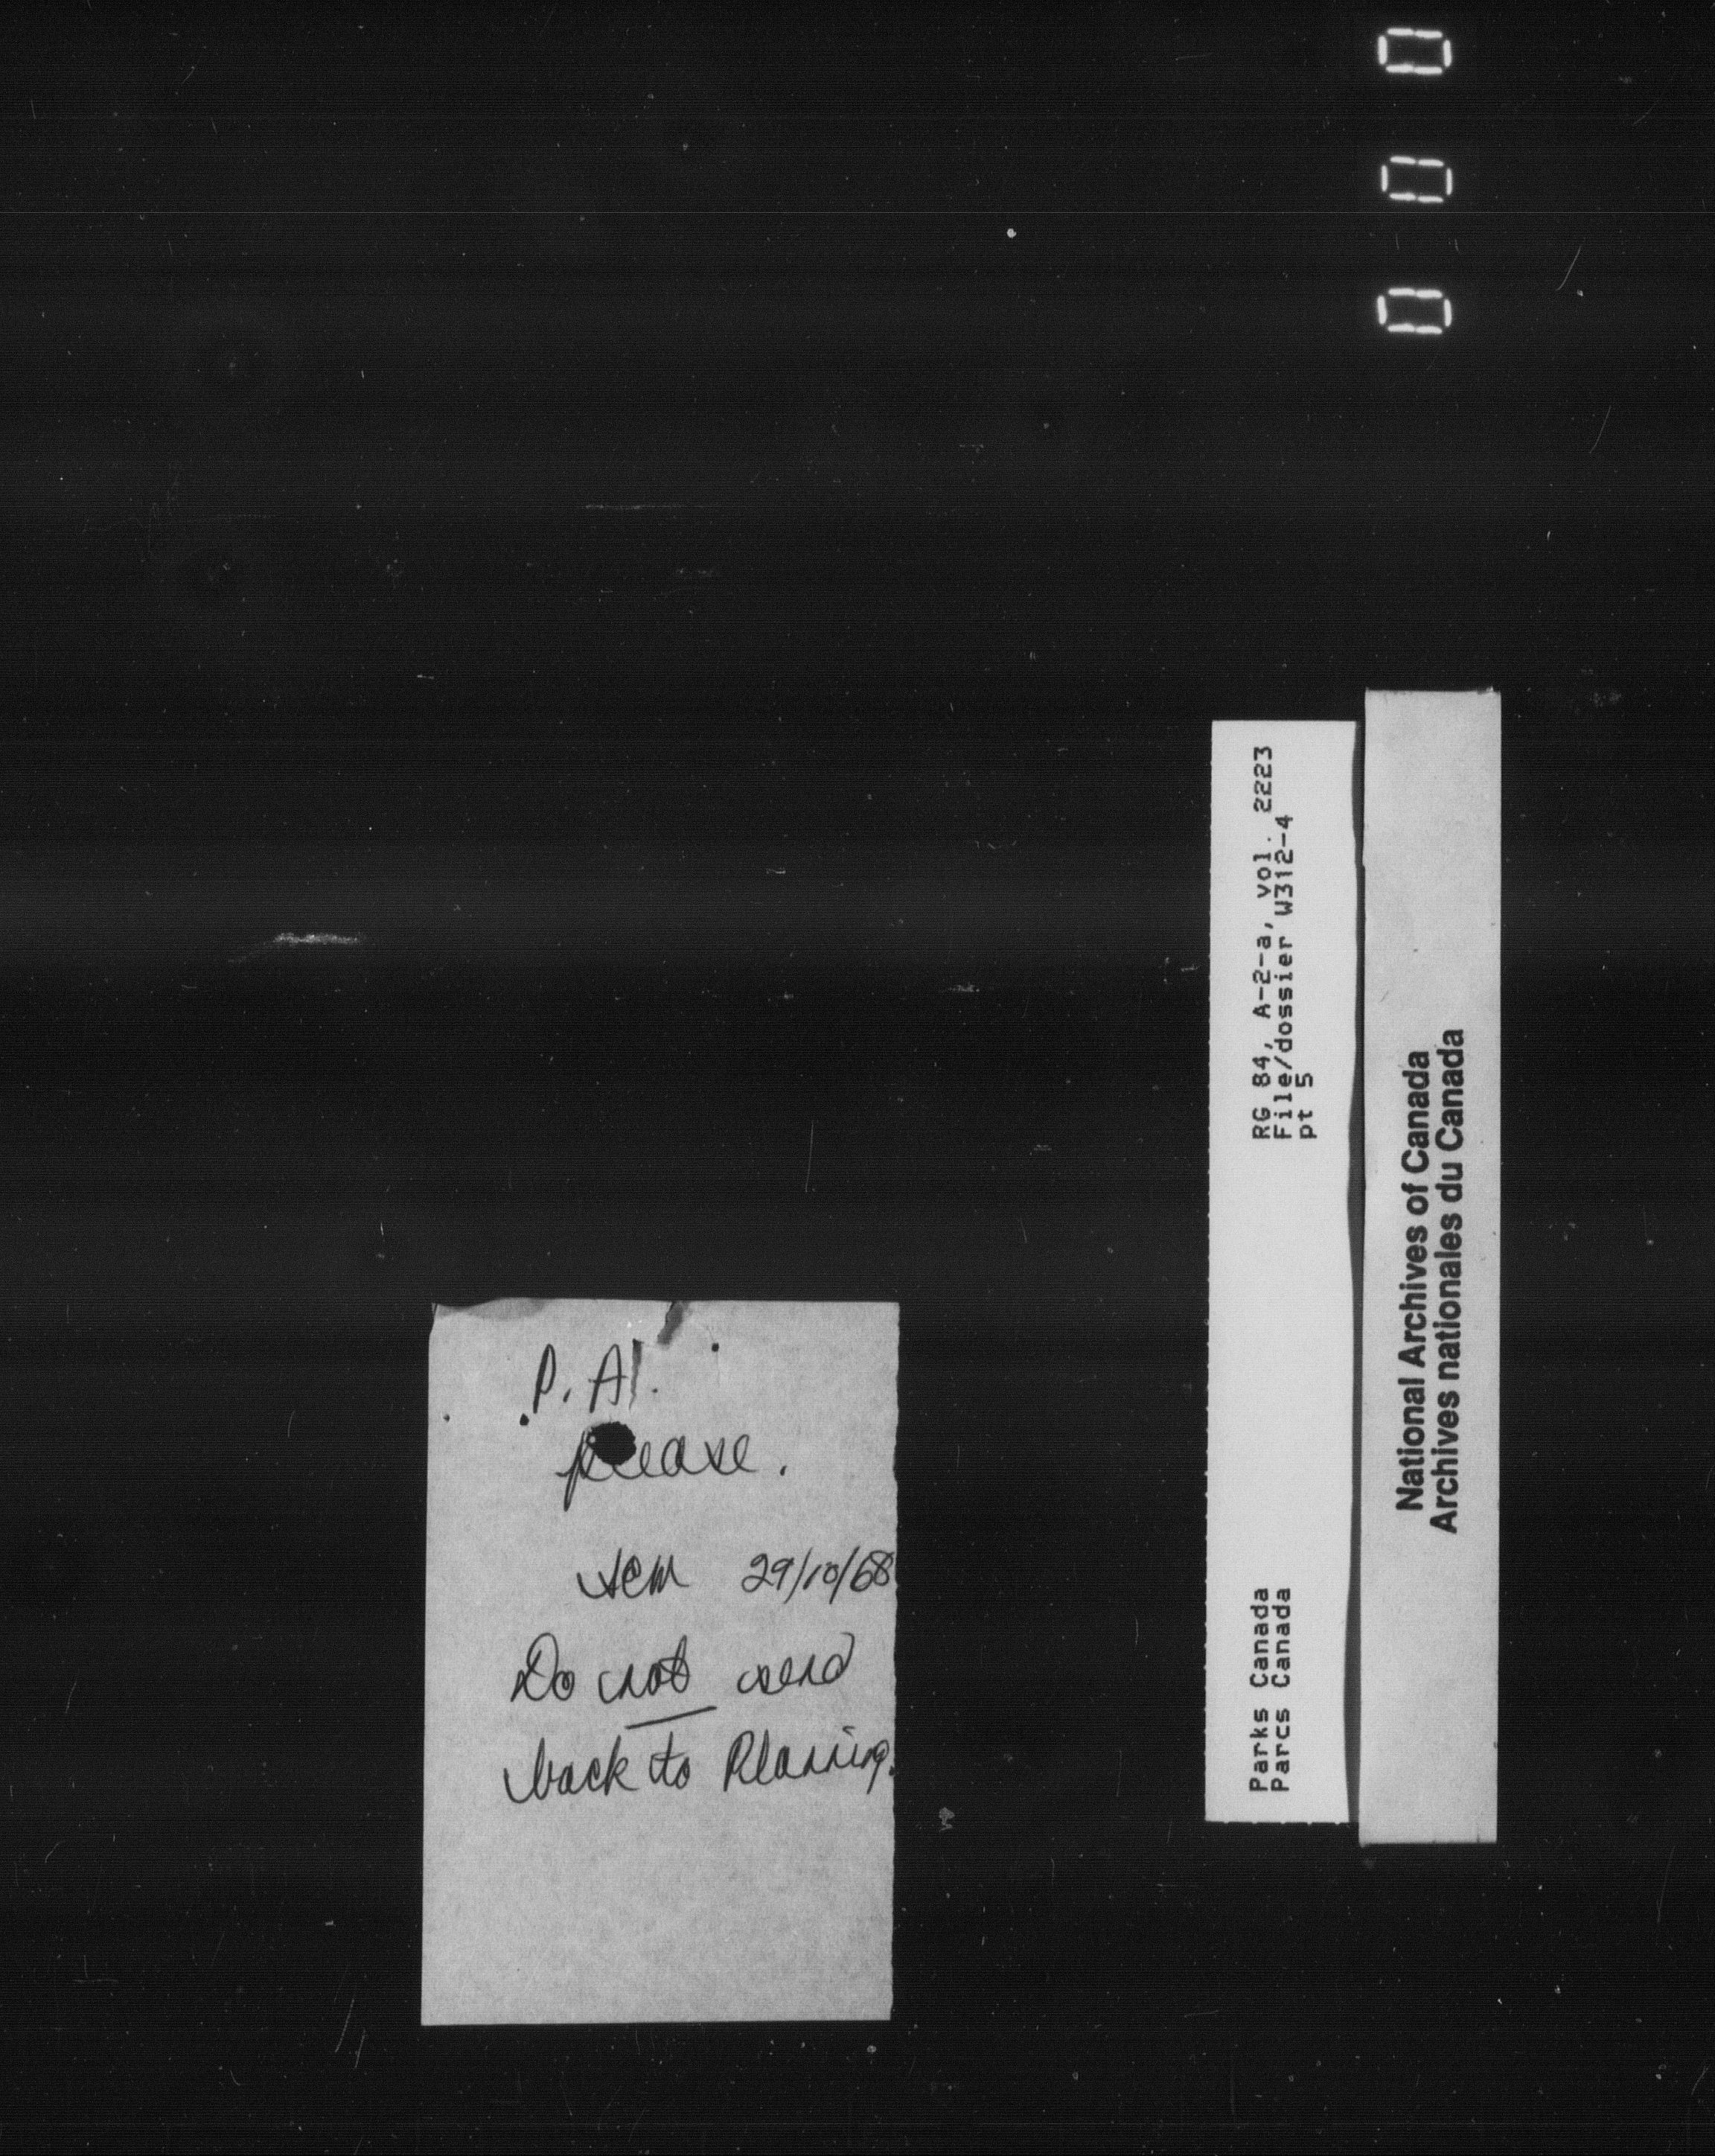 000
RG 84, A-2-a, vol. 2223
File/dossier W312-4
pt 5
Parks Canada
Parcs Canada
National Archives of Canada
Archives nationales du Canada
P. A.
please.
29/10/68
Do not send
back to Planning.